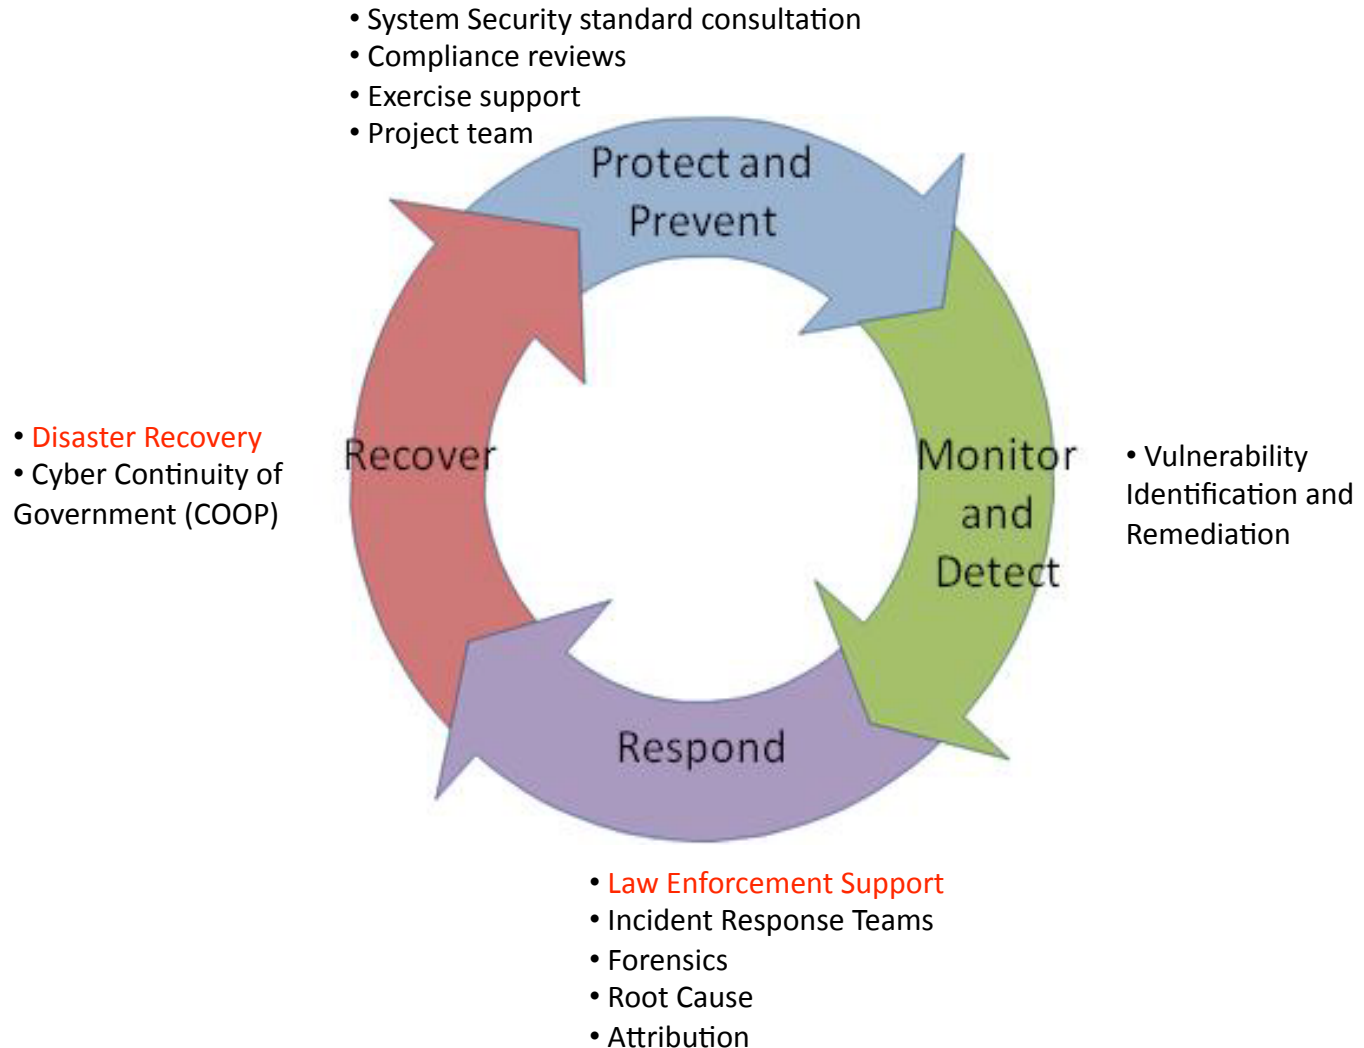 • System Security standard consultation
• Compliance reviews
• Exercise support
• Project team
Protect and
Prevent
• Disaster Recovery
• Cyber Continuity of
Government (COOP)
Recover
Monitor
and
Detect
• Vulnerability
Identification and
Remediation
Respond
• Law Enforcement Support
• Incident Response Teams
• Forensics
• Root Cause
• Attribution